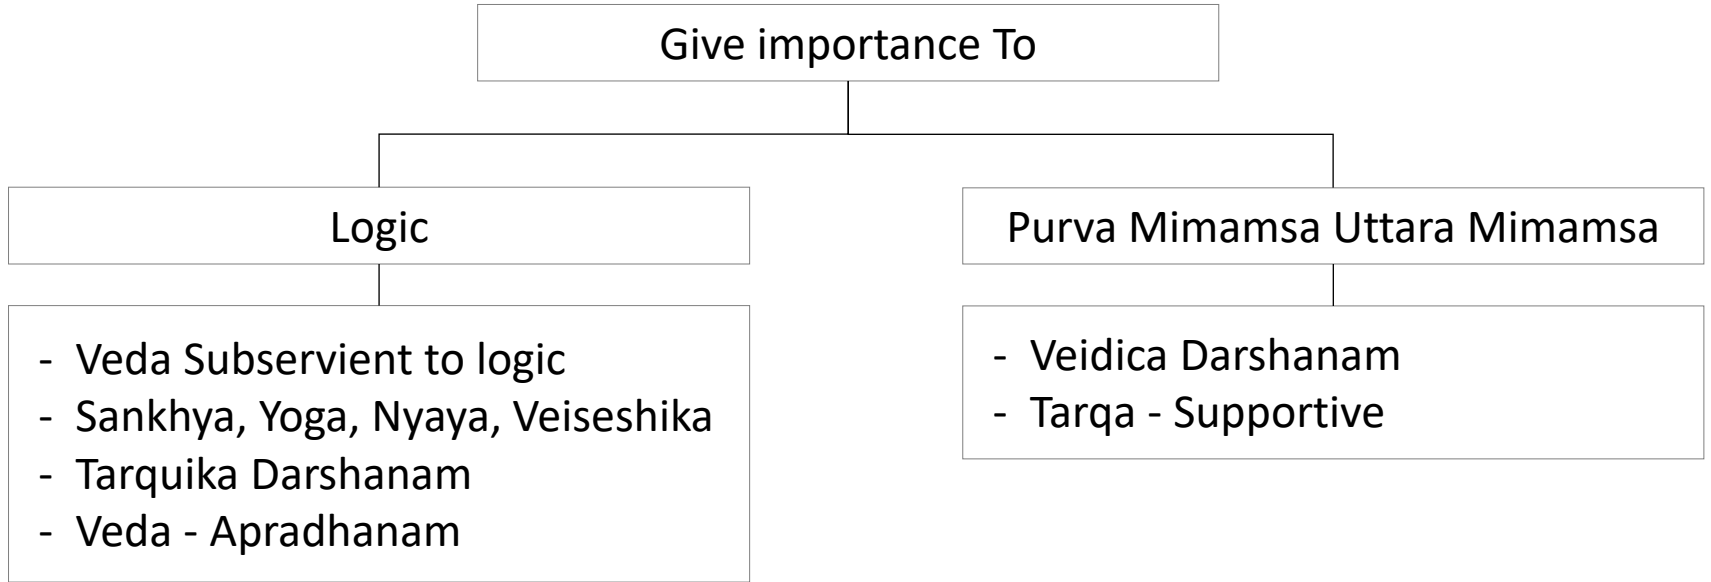 Give importance To
Logic
- Veda Subservient to logic
- Sankhya, Yoga, Nyaya, Veiseshika
- Tarquika Darshanam
- Veda - Apradhanam
Purva Mimamsa Uttara Mimamsa
- Veidica Darshanam
- Tarqa - Supportive